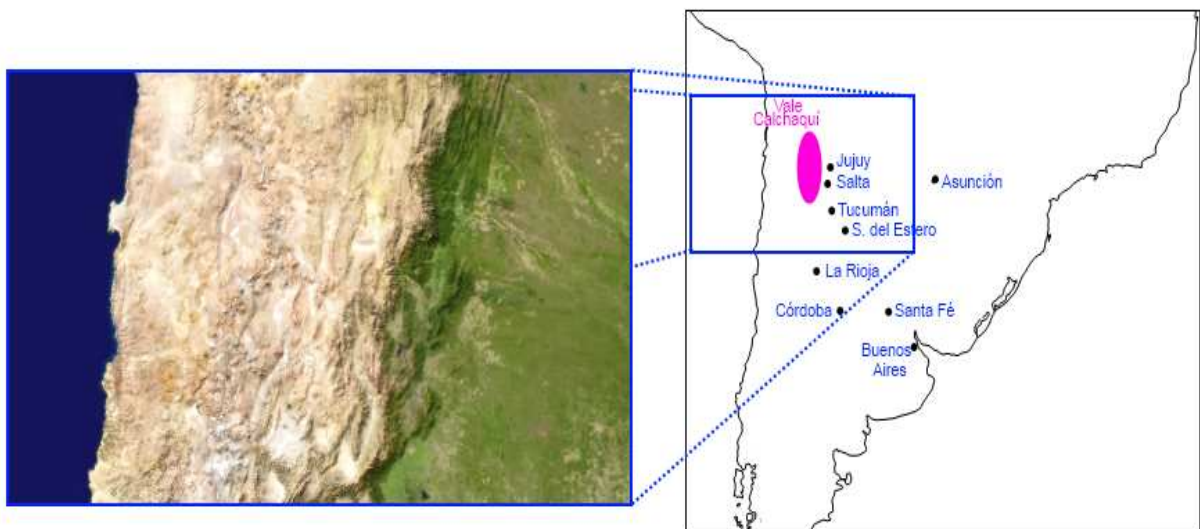 Vale
Calchaquí
Jujuy
Salta
Asunción
Tucumán
S. del Estero
La Rioja
Córdoba
Santa Fé
Buenos
Aires